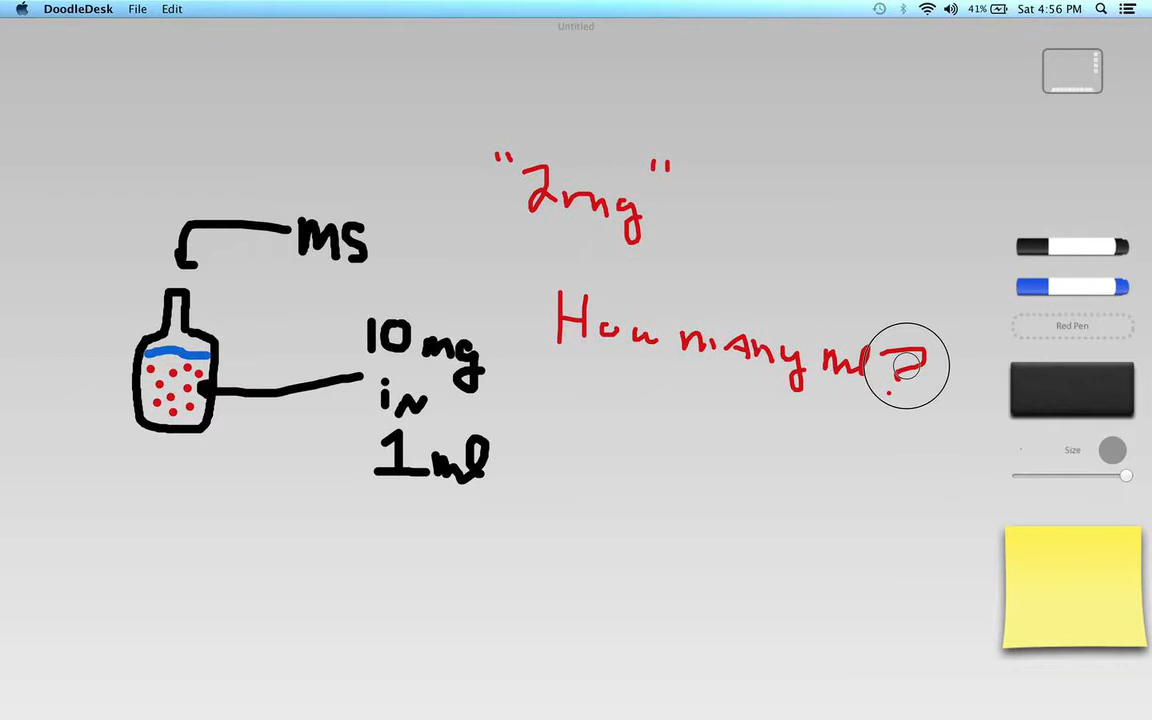 DoodleDesk File Edit 41% Sat 4:56 PM
Untitled
"2mg"
MS
How many ml?
10 mg
in
1 ml
Red Pen
Size